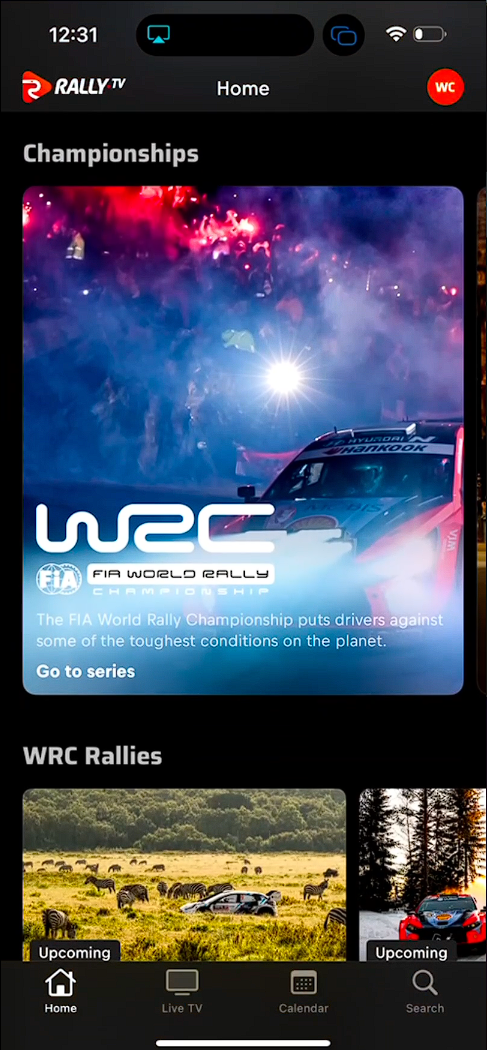 12:31
RALLY.TV
Home
WC
Championships
HYUNDAI N
HANKOOK
WRC
FIA
FIA WORLD RALLY
CHAMPIONSHIP
The FIA World Rally Championship puts drivers against
some of the toughest conditions on the planet.
Go to series
WRC Rallies
Upcoming
Upcoming
Home
Live TV
Calendar
Search